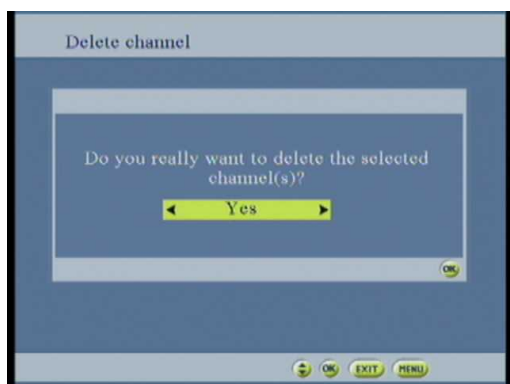 Delete channel
Do you really want to delete the selected
channel(s)?
Yes
OK
OK EXIT MENU